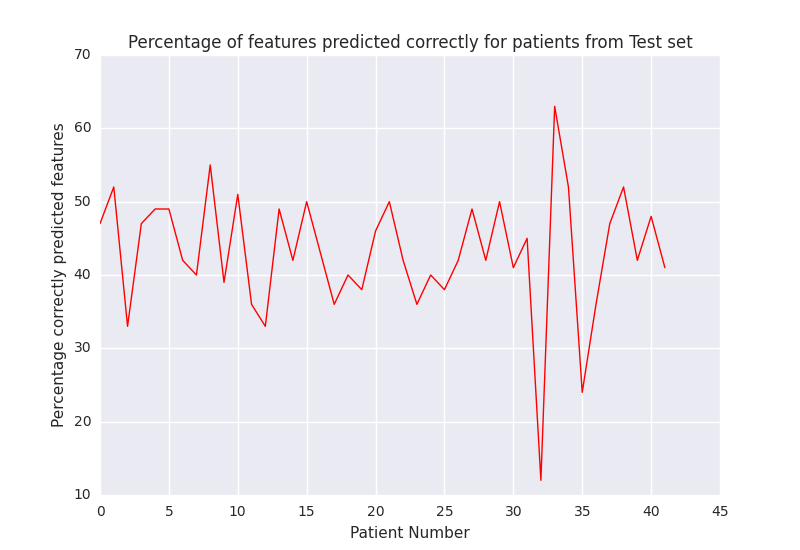 Percentage of features predicted correctly for patients from Test set
70
60
50
40
30
20
10
Percentage correctly predicted features
0 5 10 15 20 25 30 35 40 45
Patient Number